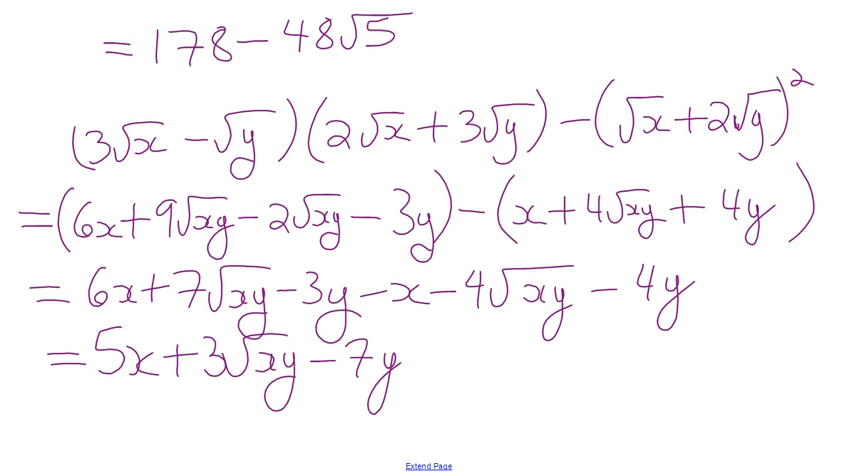 = 178 - 48√5
(3√x - √y)(2√x + 3√y) - (√x + 2√y)²
= (6x + 9√xy - 2√xy - 3y) - (x + 4√xy + 4y)
= 6x + 7√xy - 3y - x - 4√xy - 4y
= 5x + 3√xy - 7y
Extend Page